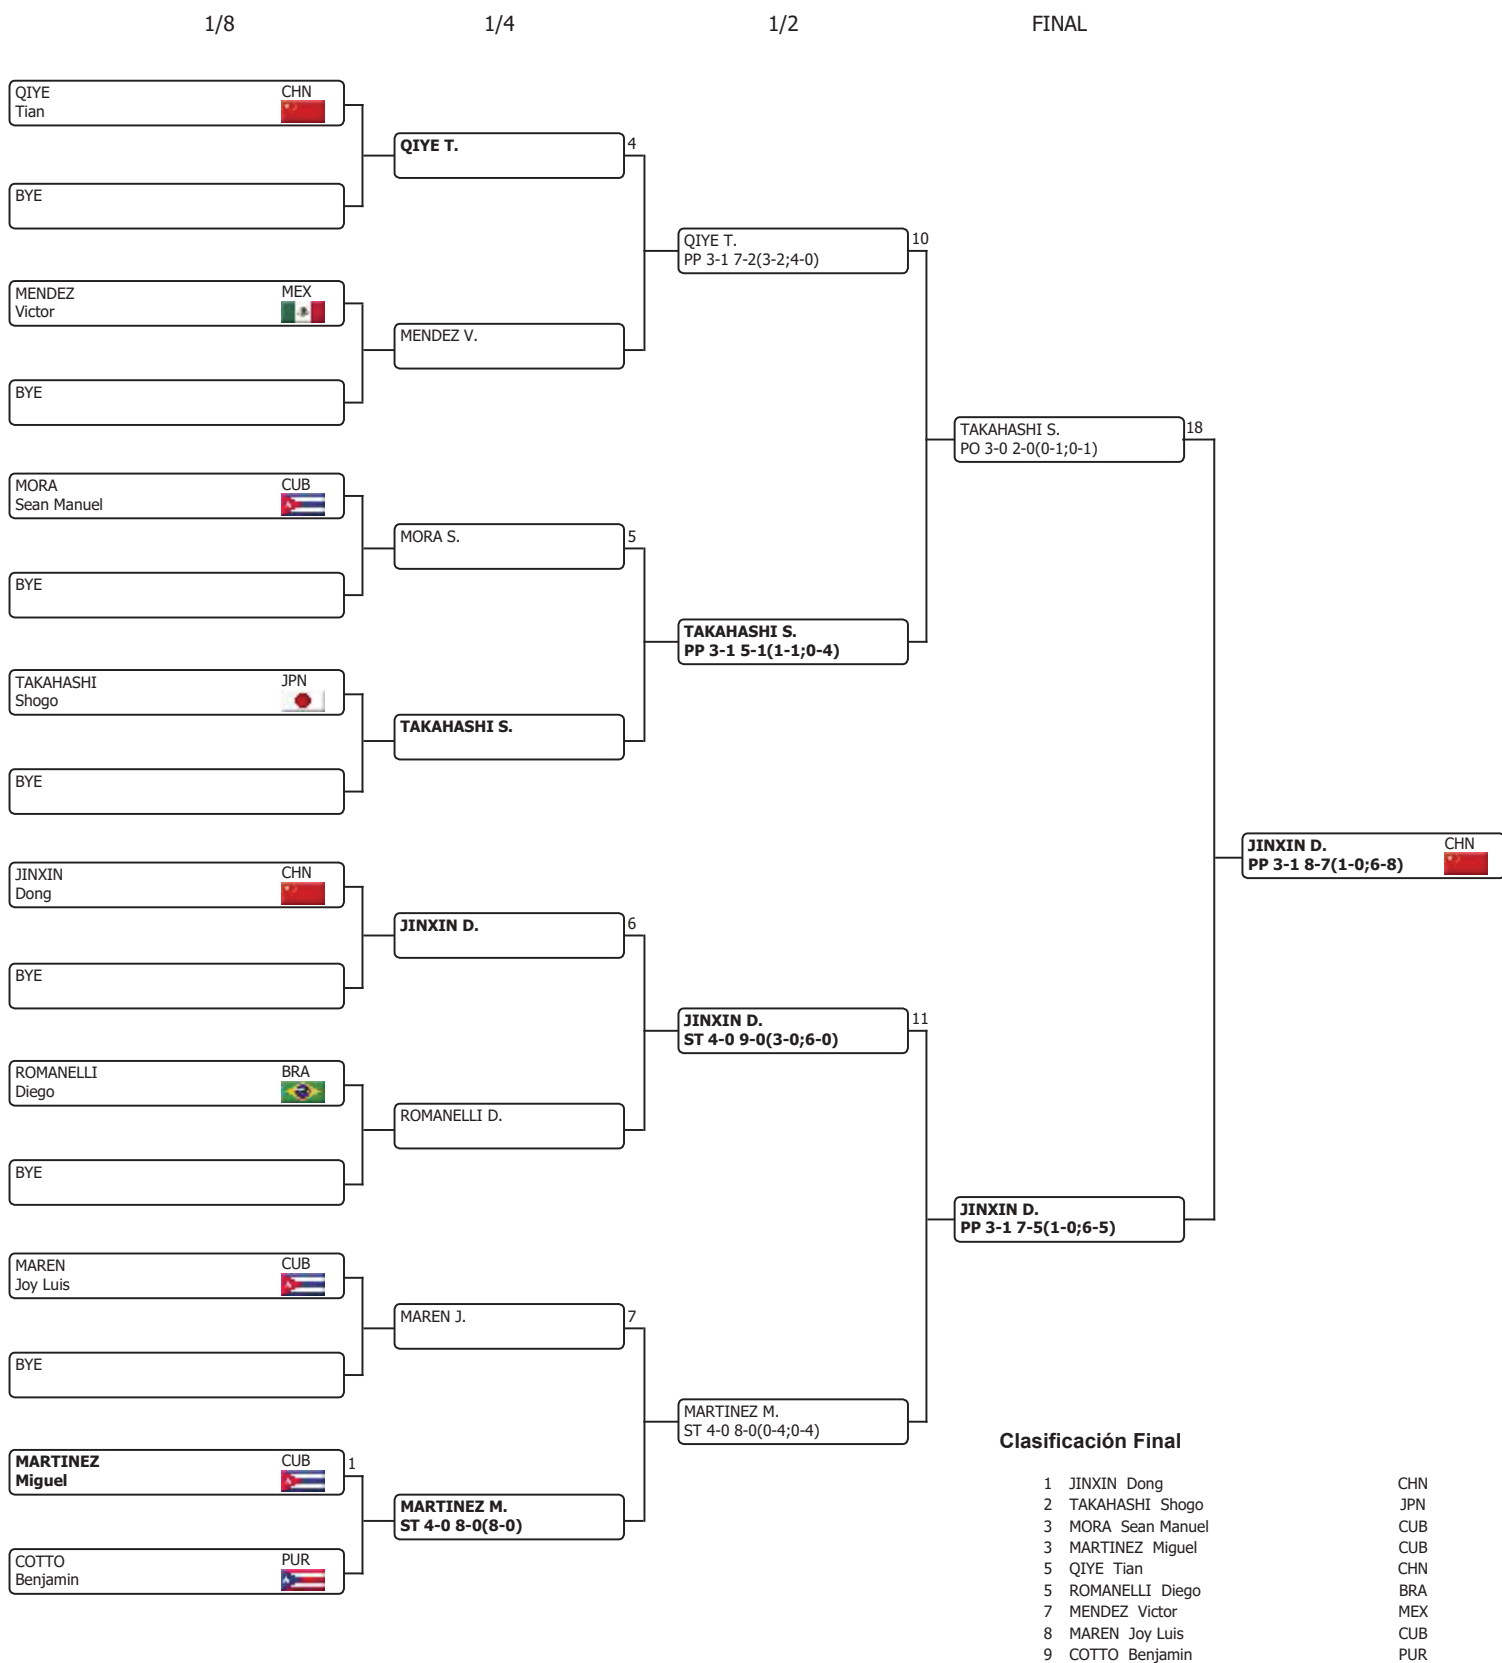 1/8
1/4
1/2
FINAL
QIYE CHN
Tian
QIYE T.
4
BYE
QIYE T.
PP 3-1 7-2(3-2;4-0)
10
MENDEZ MEX
Victor
MENDEZ V.
BYE
TAKAHASHI S.
PO 3-0 2-0(0-1;0-1)
18
MORA CUB
Sean Manuel
MORA S.
5
BYE
TAKAHASHI S.
PP 3-1 5-1(1-1;0-4)
TAKAHASHI JPN
Shogo
TAKAHASHI S.
BYE
JINXIN D. CHN
PP 3-1 8-7(1-0;6-8)
JINXIN CHN
Dong
JINXIN D.
6
BYE
JINXIN D.
ST 4-0 9-0(3-0;6-0)
11
ROMANELLI BRA
Diego
ROMANELLI D.
BYE
JINXIN D.
PP 3-1 7-5(1-0;6-5)
MAREN CUB
Joy Luis
MAREN J.
7
BYE
MARTINEZ M.
ST 4-0 8-0(0-4;0-4)
MARTINEZ CUB
Miguel
1
MARTINEZ M.
ST 4-0 8-0(8-0)
COTTO PUR
Benjamin
Clasificación Final
1 JINXIN Dong CHN
2 TAKAHASHI Shogo JPN
3 MORA Sean Manuel CUB
3 MARTINEZ Miguel CUB
5 QIYE Tian CHN
5 ROMANELLI Diego BRA
7 MENDEZ Victor MEX
8 MAREN Joy Luis CUB
9 COTTO Benjamin PUR